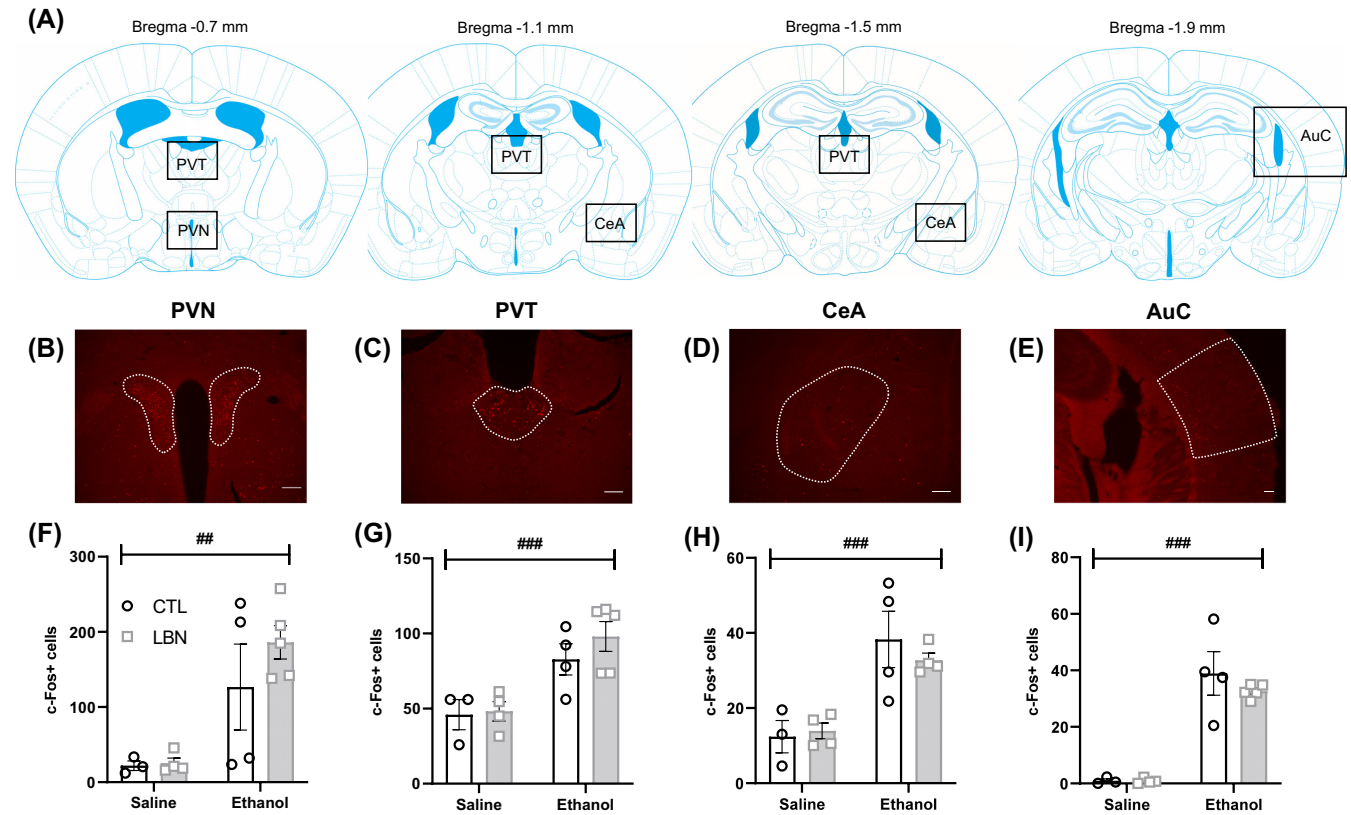 (A)
Bregma -0.7 mm
Bregma -1.1 mm
Bregma -1.5 mm
Bregma -1.9 mm
PVT
PVN
PVT
CeA
PVT
CeA
AuC
PVN
PVT
CeA
AuC
(B)
(C)
(D)
(E)
(F)
##
300
200
100
0
c-Fos+ cells
CTL
LBN
Saline
Ethanol
(G)
###
150
100
50
0
c-Fos+ cells
Saline
Ethanol
(H)
###
60
40
20
0
c-Fos+ cells
Saline
Ethanol
(I)
###
80
60
40
20
0
c-Fos+ cells
Saline
Ethanol